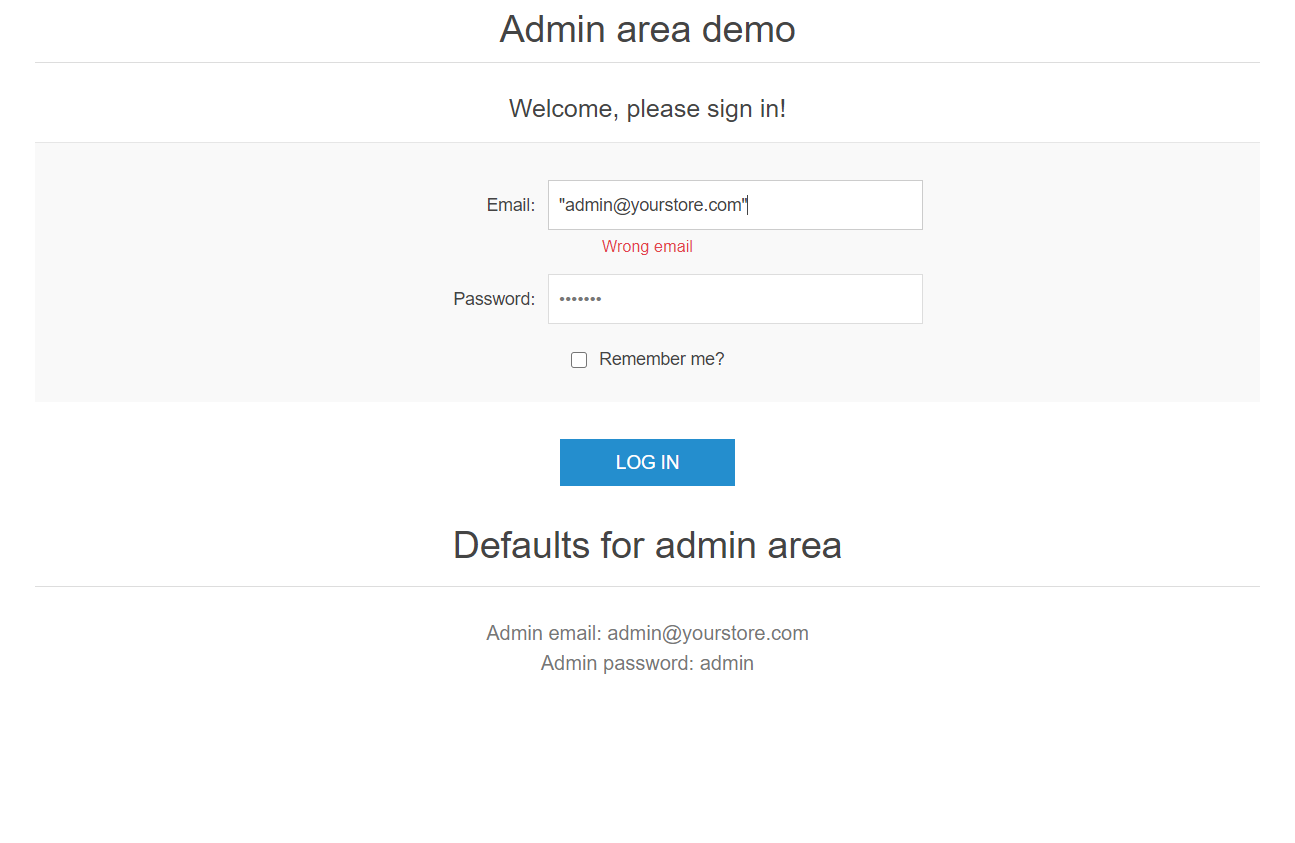 Admin area demo
Welcome, please sign in!
Email: "admin@yourstore.com"
Wrong email
Password: •••••••
Remember me?
LOG IN
Defaults for admin area
Admin email: admin@yourstore.com
Admin password: admin